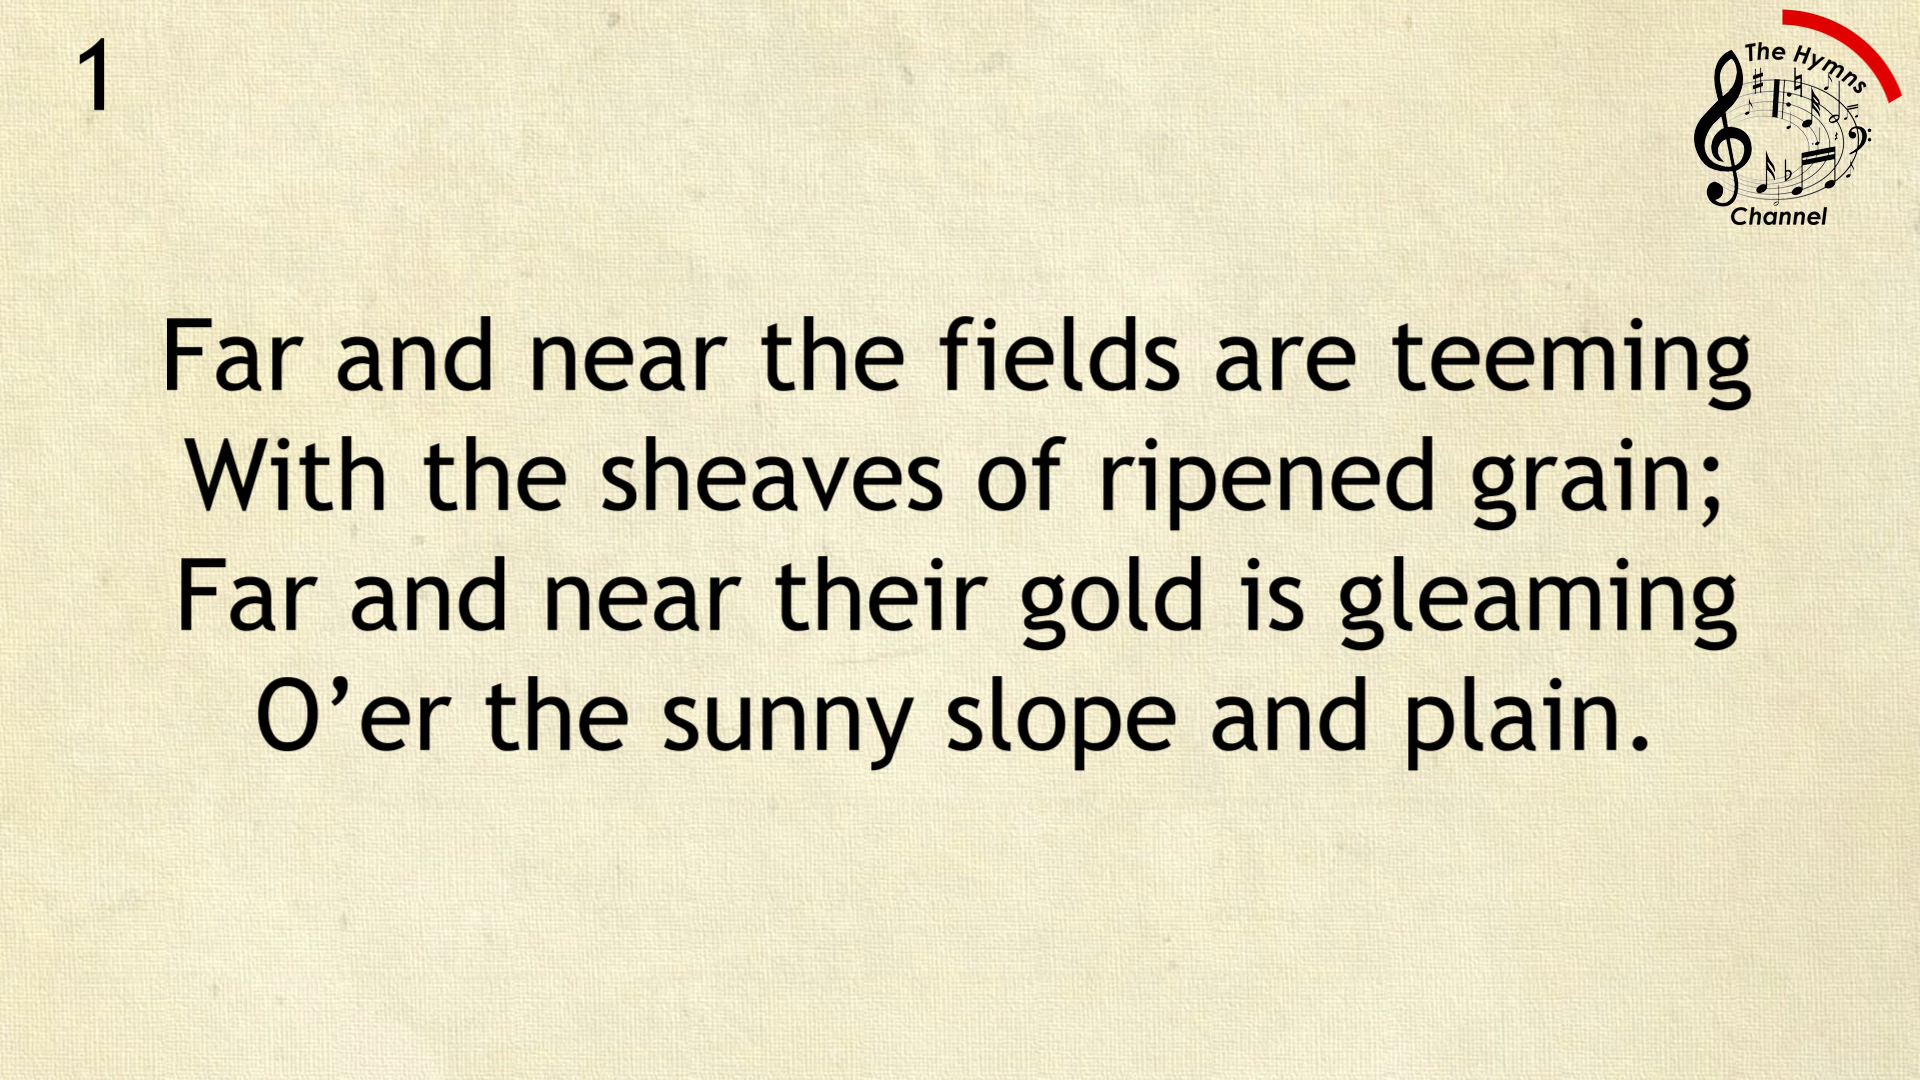 1
The Hymns
Channel
Far and near the fields are teeming
With the sheaves of ripened grain;
Far and near their gold is gleaming
O’er the sunny slope and plain.